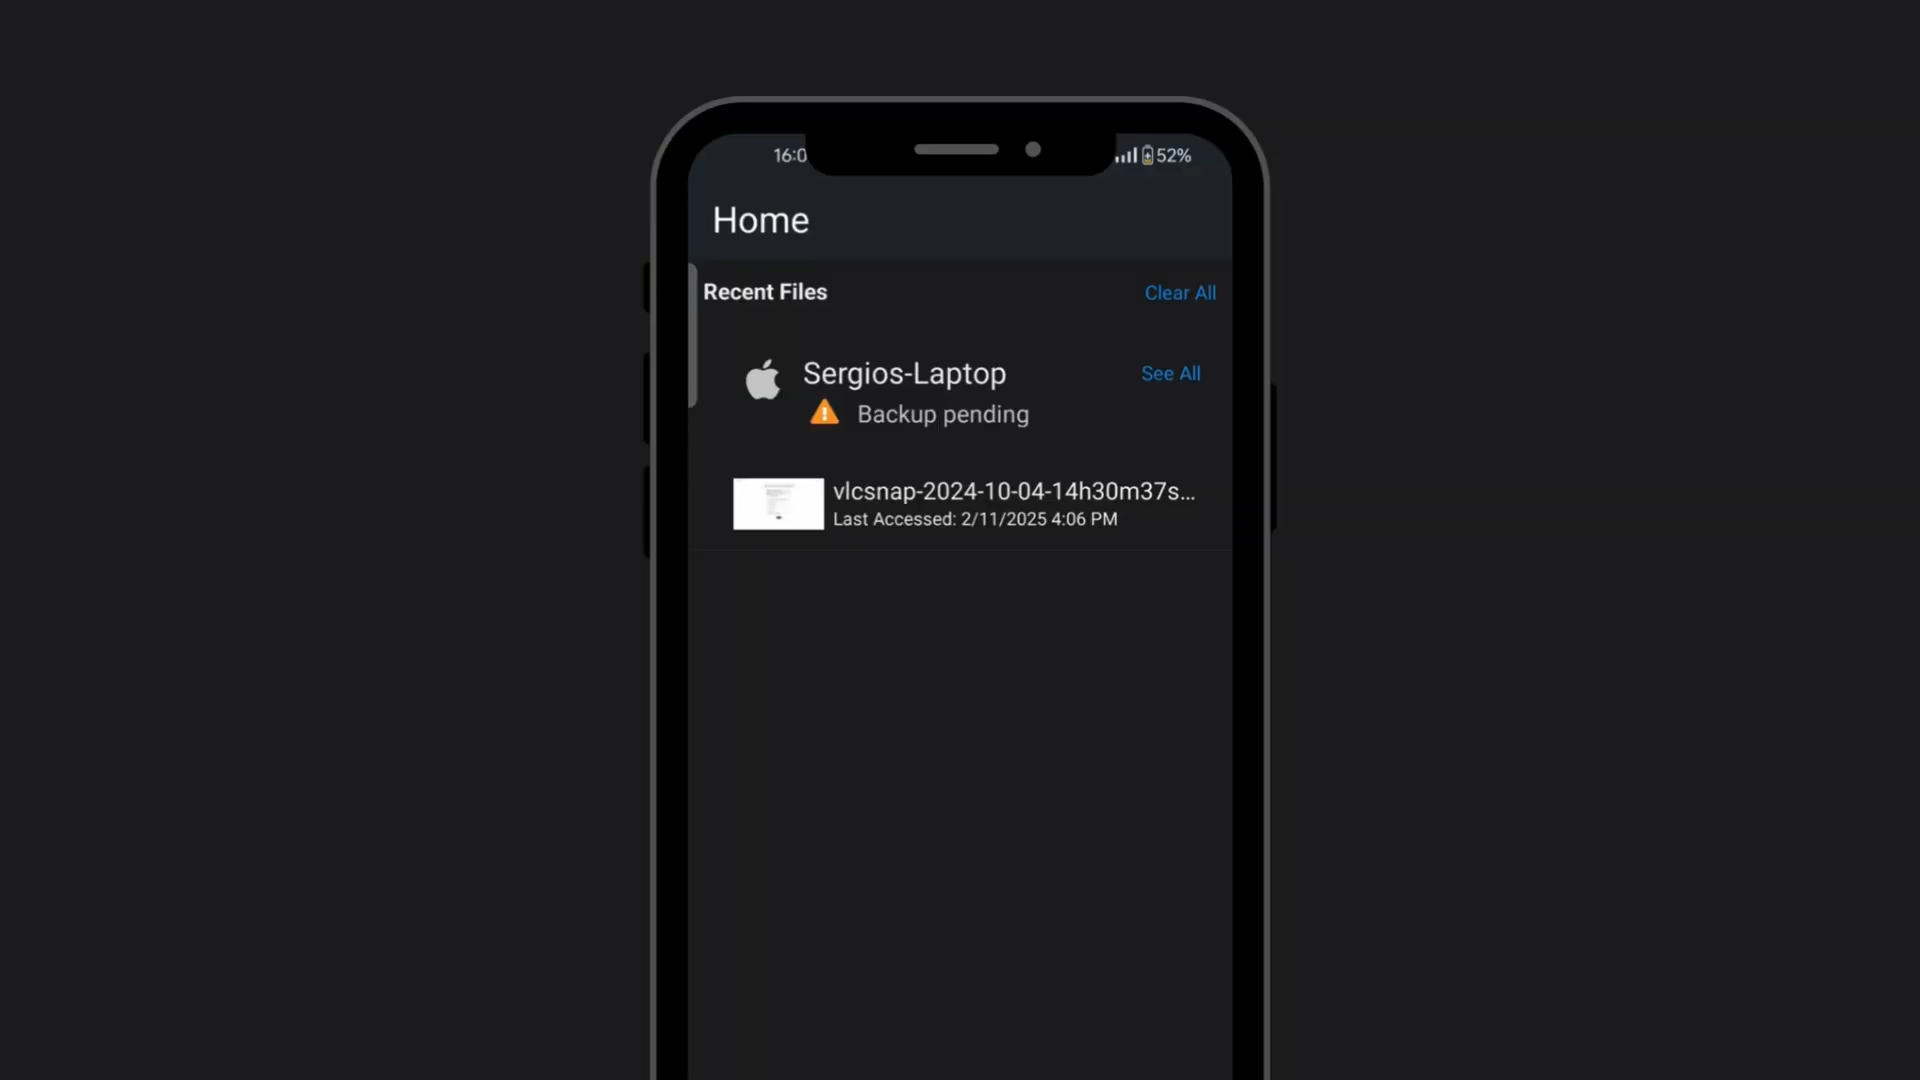 16:0
52%
Home
Recent Files
Clear All
Sergios-Laptop
See All
Backup pending
vlcsnap-2024-10-04-14h30m37s...
Last Accessed: 2/11/2025 4:06 PM